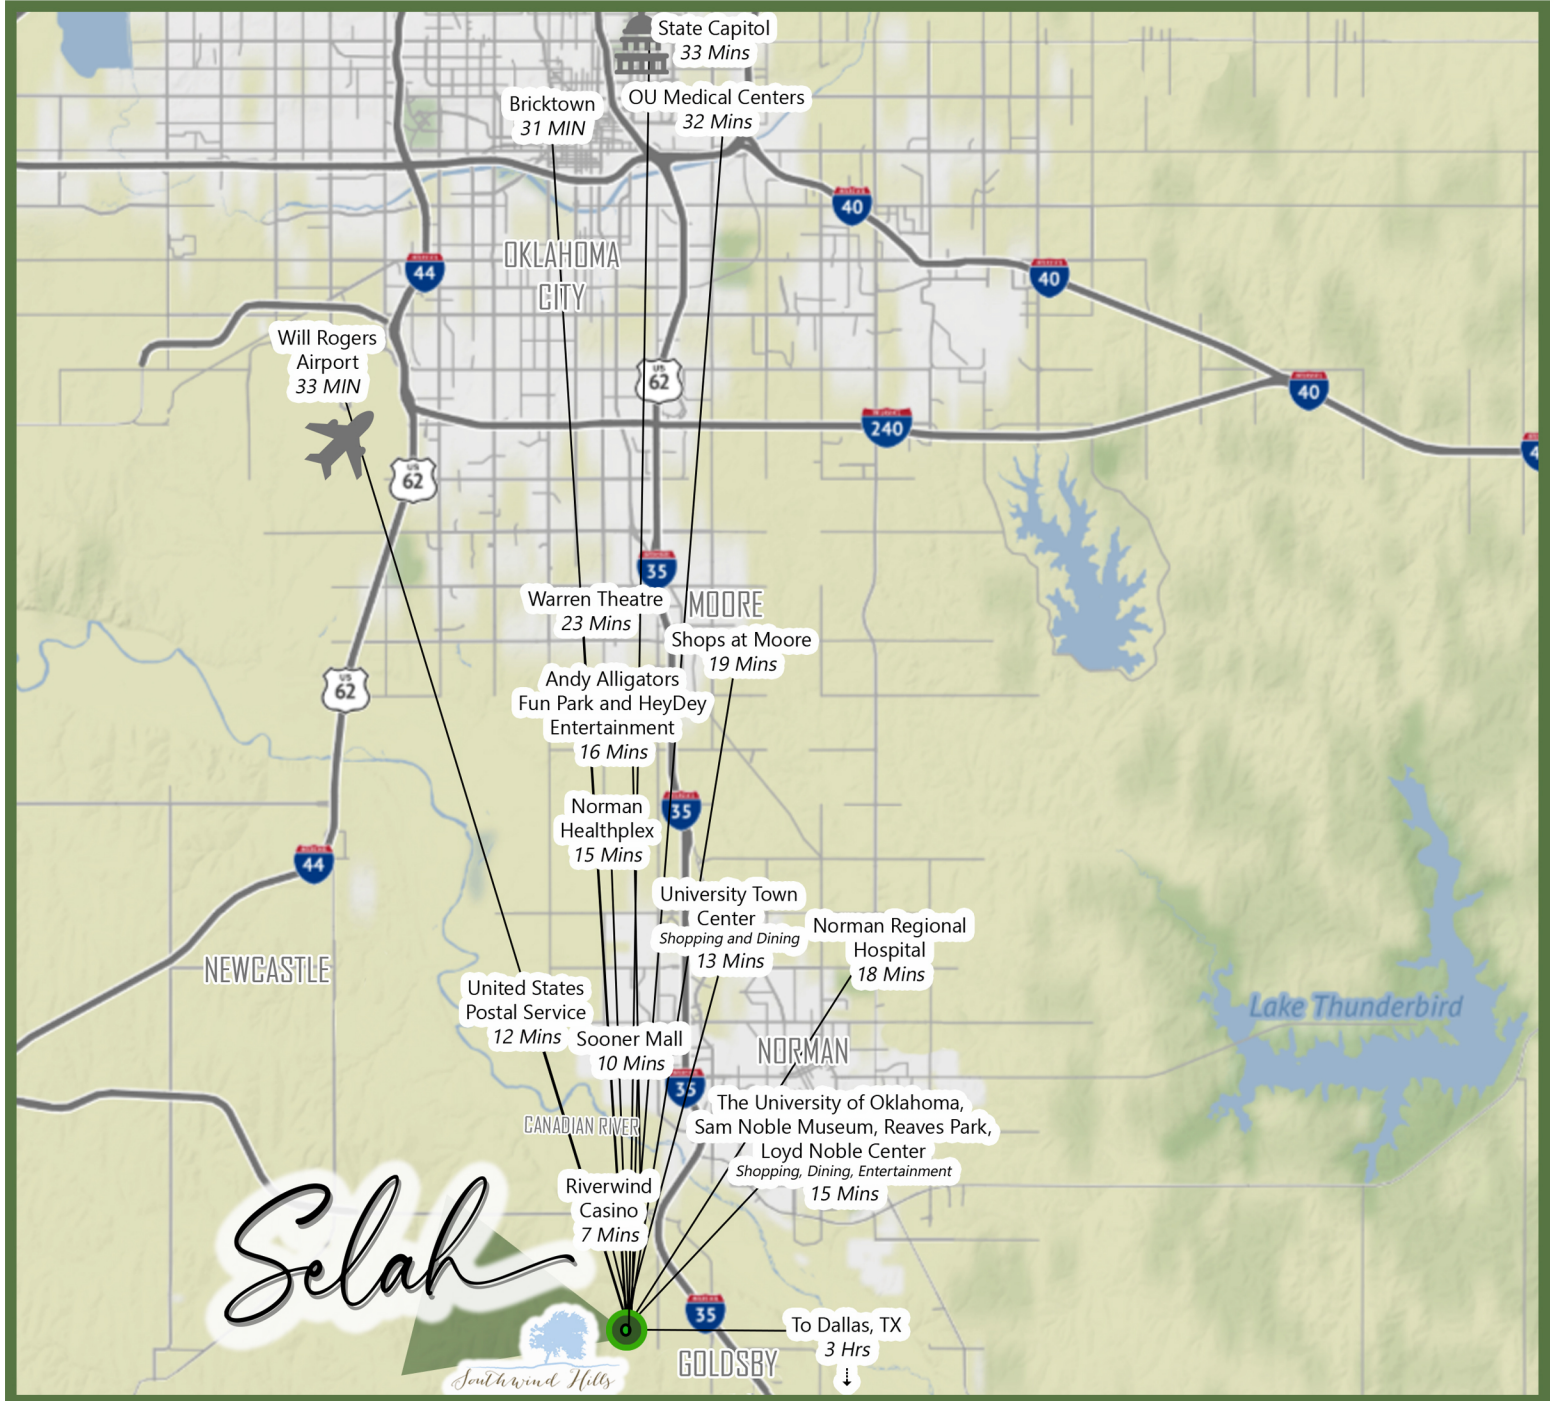 State Capitol
33 Mins
Bricktown
31 MIN
OU Medical Centers
32 Mins
40
OKLAHOMA
CITY
44
40
Will Rogers
Airport
33 MIN
US
62
40
240
4
US
62
35
Warren Theatre
23 Mins
MOORE
Shops at Moore
19 Mins
US
62
Andy Alligators
Fun Park and HeyDey
Entertainment
16 Mins
35
Norman
Healthplex
15 Mins
44
University Town
Center
Shopping and Dining
13 Mins
Norman Regional
Hospital
18 Mins
NEWCASTLE
United States
Postal Service
12 Mins
Lake Thunderbird
Sooner Mall
10 Mins
NORMAN
35
CANADIAN RIVER
The University of Oklahoma,
Sam Noble Museum, Reaves Park,
Loyd Noble Center
Shopping, Dining, Entertainment
15 Mins
Riverwind
Casino
7 Mins
Selah
35
To Dallas, TX
3 Hrs
GOLDSBY
Southwind Hills